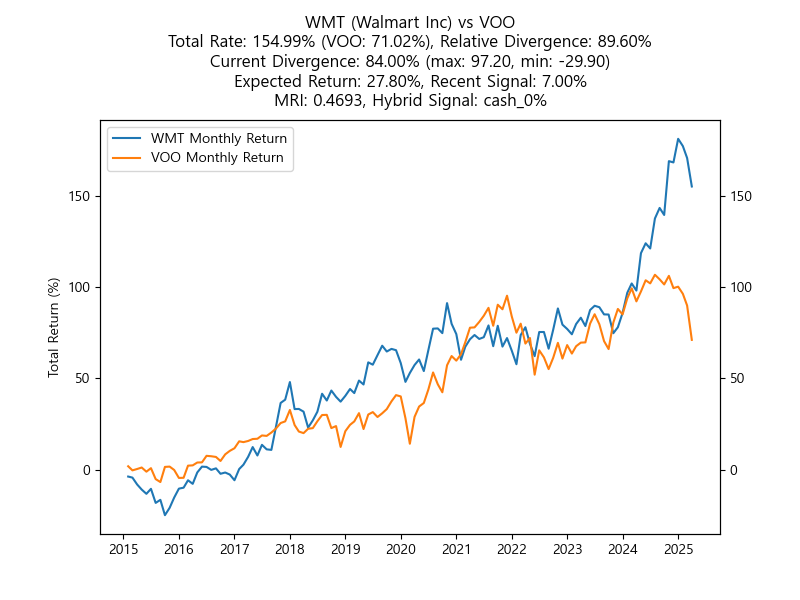 WMT (Walmart Inc) vs VOO
Total Rate: 154.99% (VOO: 71.02%), Relative Divergence: 89.60%
Current Divergence: 84.00% (max: 97.20, min: -29.90)
Expected Return: 27.80%, Recent Signal: 7.00%
MRI: 0.4693, Hybrid Signal: cash_0%
WMT Monthly Return
VOO Monthly Return
Total Return (%)
150
100
50
0
150
100
50
0
2015 2016 2017 2018 2019 2020 2021 2022 2023 2024 2025